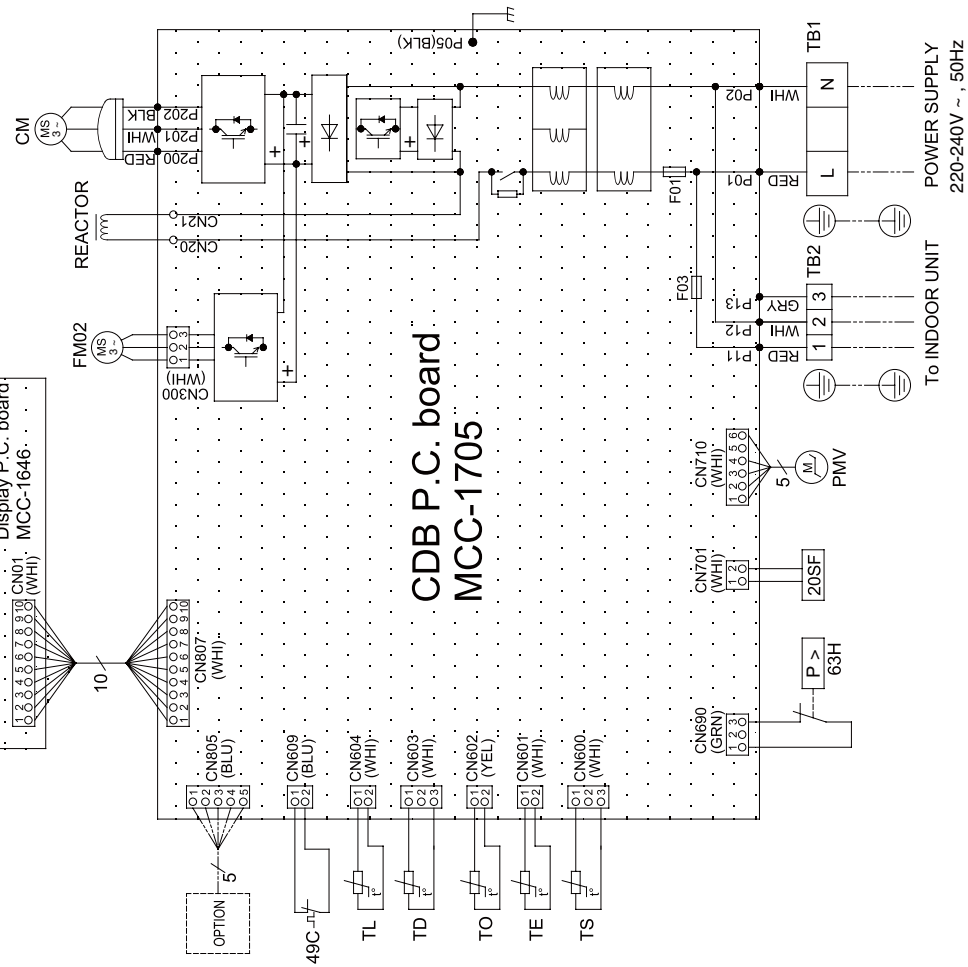 Display P.C. board
MCC-1646
CN01
(WHI)
1 2 3 4 5 6 7 8 9 10
10
1 2 3 4 5 6 7 8 9 10
CN807
(WHI)
FM02
MS
3~
1 2 3
CN300
(WHI)
+
REACTOR
CN20
CN21
CM
MS
3~
RED
WHI
BLK
P200
P201
P202
+
+
+
P05(BLK)
OPTION
5
1
2
3
4
5
CN805
(BLU)
49C
1
2
CN609
(BLU)
TL
t°
1
2
CN604
(WHI)
TD
t°
1
2
3
CN603
(WHI)
TO
t°
1
2
CN602
(YEL)
TE
t°
1
2
CN601
(WHI)
TS
t°
1
2
3
CN600
(WHI)
CDB P.C. board
MCC-1705
F01
F03
CN690
(GRN)
1 2 3
P >
63H
CN701
(WHI)
1 2
20SF
CN710
(WHI)
1 2 3 4 5 6
5
M
PMV
P11
P12
P13
RED
WHI
GRY
1 2 3
TB2
To INDOOR UNIT
P01
P02
RED
WHI
L
N
TB1
POWER SUPPLY
220-240V ~ , 50Hz